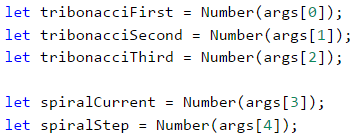 let tribonacciFirst = Number(args[0]);
let tribonacciSecond = Number(args[1]);
let tribonacciThird = Number(args[2]);
let spiralCurrent = Number(args[3]);
let spiralStep = Number(args[4]);